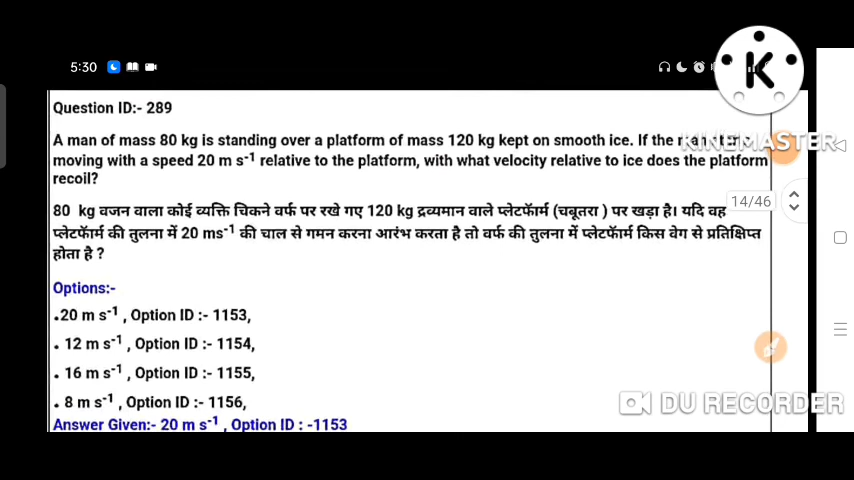 5:30
K
KINEMASTER
Question ID:- 289
A man of mass 80 kg is standing over a platform of mass 120 kg kept on smooth ice. If the man
moving with a speed 20 m s-1 relative to the platform, with what velocity relative to ice does the platform
recoil?
14/46
80 kg वजन वाला कोई व्यक्ति चिकने वर्फ पर रखे गए 120 kg द्रव्यमान वाले प्लेटफॅार्म (चबूतरा ) पर खड़ा है। यदि वह
प्लेटफॅार्म की तुलना में 20 ms-1 की चाल से गमन करना आरंभ करता है तो वर्फ की तुलना में प्लेटफॅार्म किस वेग से प्रतिक्षिप्त
होता है ?
Options:-
.20 m s-1 , Option ID :- 1153,
. 12 m s-1 , Option ID :- 1154,
. 16 m s-1 , Option ID :- 1155,
. 8 m s-1 , Option ID :- 1156,
DU RECORDER
Answer Given:- 20 m s-1 , Option ID : -1153